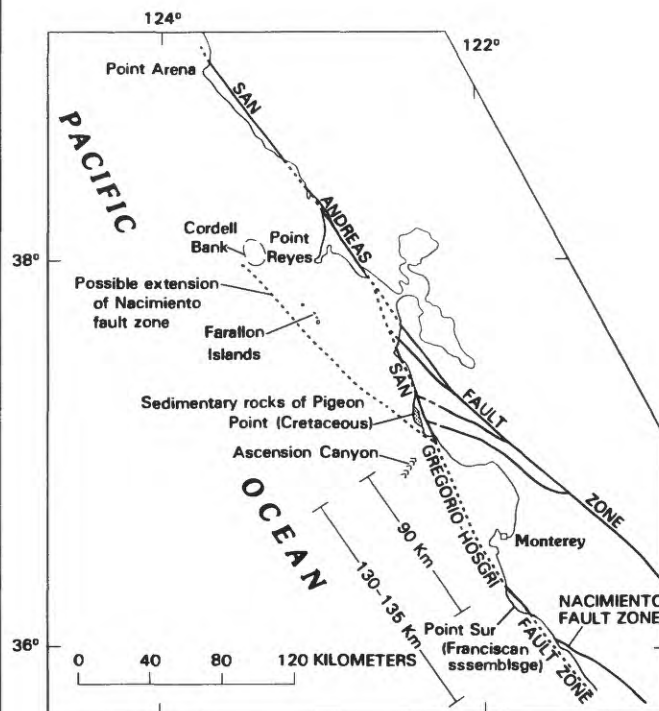 124°
122°
Point Arena
SAN
PACIFIC
ANDREAS
Cordell
Bank
Point
Reyes
38°
Possible extension
of Nacimiento
fault zone
Farallon
Islands
SAN
FAULT
Sedimentary rocks of Pigeon
Point (Cretaceous)
Ascension Canyon
GREGORIO-HOSGRI
ZONE
OCEAN
90 Km
Monterey
130-135 Km
NACIMIENTO
FAULT ZONE
Point Sur
(Franciscan
sssemblsge)
FAULT ZONE
36°
0 40 80 120 KILOMETERS